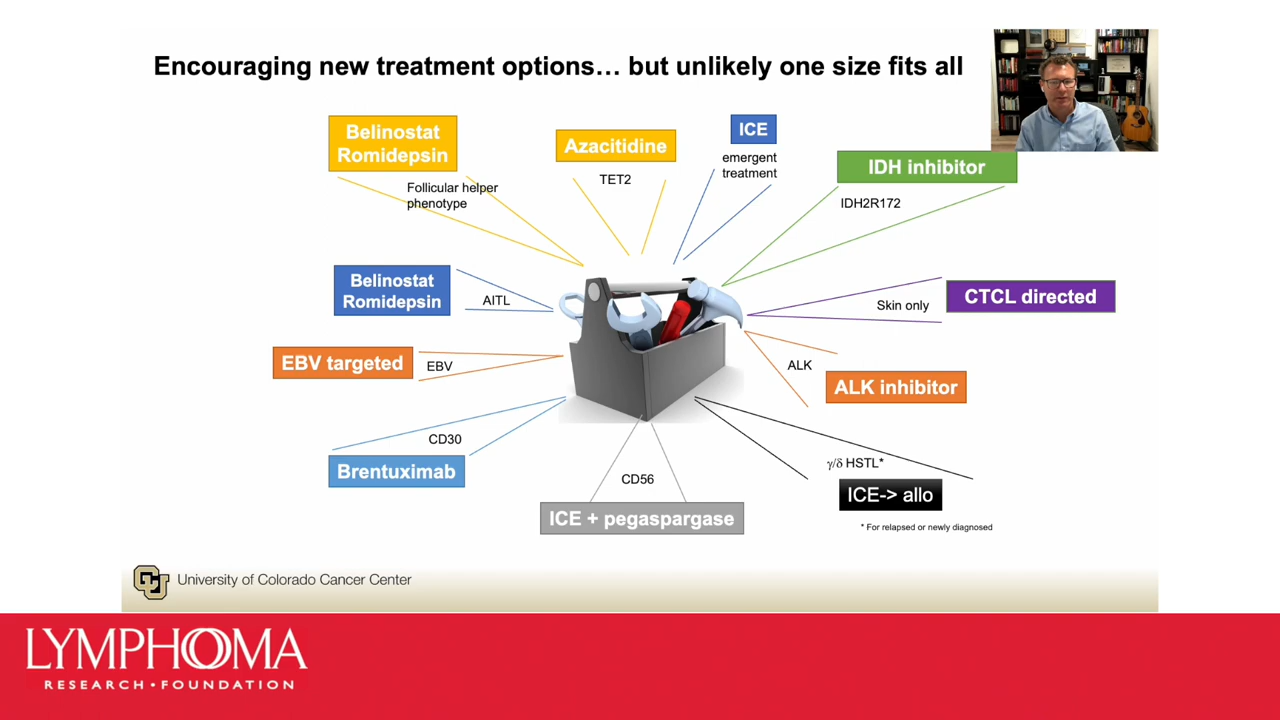 Encouraging new treatment options… but unlikely one size fits all
Belinostat
Romidepsin
Follicular helper
phenotype
Azacitidine
TET2
ICE
emergent
treatment
IDH inhibitor
IDH2R172
Belinostat
Romidepsin
AITL
CTCL directed
Skin only
EBV targeted
EBV
ALK
ALK inhibitor
CD30
Brentuximab
CD56
ICE + pegaspargase
γ/δ HSTL*
ICE-> allo
* For relapsed or newly diagnosed
CU
University of Colorado Cancer Center
LYMPHOMA
RESEARCH • FOUNDATION